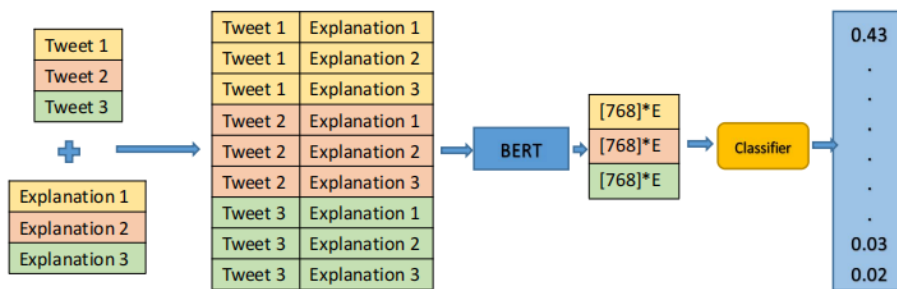 Tweet 1
Tweet 2
Tweet 3
Explanation 1
Explanation 2
Explanation 3
Tweet 1 Explanation 1
Tweet 1 Explanation 2
Tweet 1 Explanation 3
Tweet 2 Explanation 1
Tweet 2 Explanation 2
Tweet 2 Explanation 3
Tweet 3 Explanation 1
Tweet 3 Explanation 2
Tweet 3 Explanation 3
BERT
[768]*E
[768]*E
[768]*E
Classifier
0.43
.
.
.
.
.
.
0.03
0.02